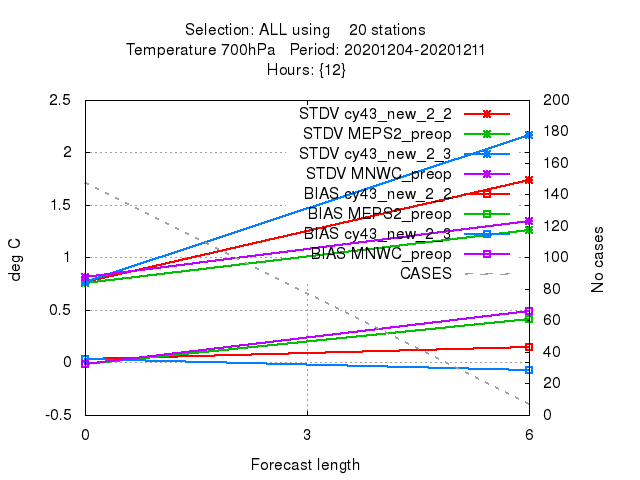 Selection: ALL using    20 stations
Temperature 700hPa   Period: 20201204-20201211
Hours: {12}
2.5
2
1.5
1
0.5
0
-0.5
deg C
200
180
160
140
120
100
80
60
40
20
0
No cases
STDV cy43_new_2_2
STDV MEPS2_preop
STDV cy43_new_2_3
STDV MNWC_preop
BIAS cy43_new_2_2
BIAS MEPS2_preop
BIAS cy43_new_2_3
BIAS MNWC_preop
CASES
0 3 6
Forecast length